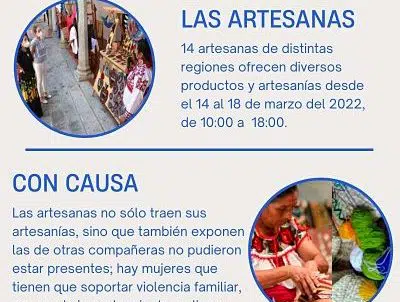 LAS ARTESANAS
14 artesanas de distintas
regiones ofrecen diversos
productos y artesanías desde
el 14 al 18 de marzo del 2022,
de 10:00 a 18:00.
CON CAUSA
Las artesanas no sólo traen sus
artesanías, sino que también exponen
las de otras compañeras no pudieron
estar presentes; hay mujeres que
tienen que soportar violencia familiar,